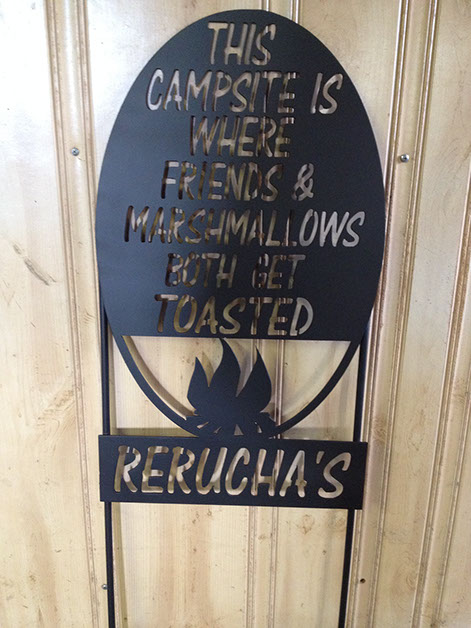 THIS
CAMPSITE IS
WHERE
FRIENDS &
MARSHMALLOWS
BOTH GET
TOASTED
RERUCHA'S